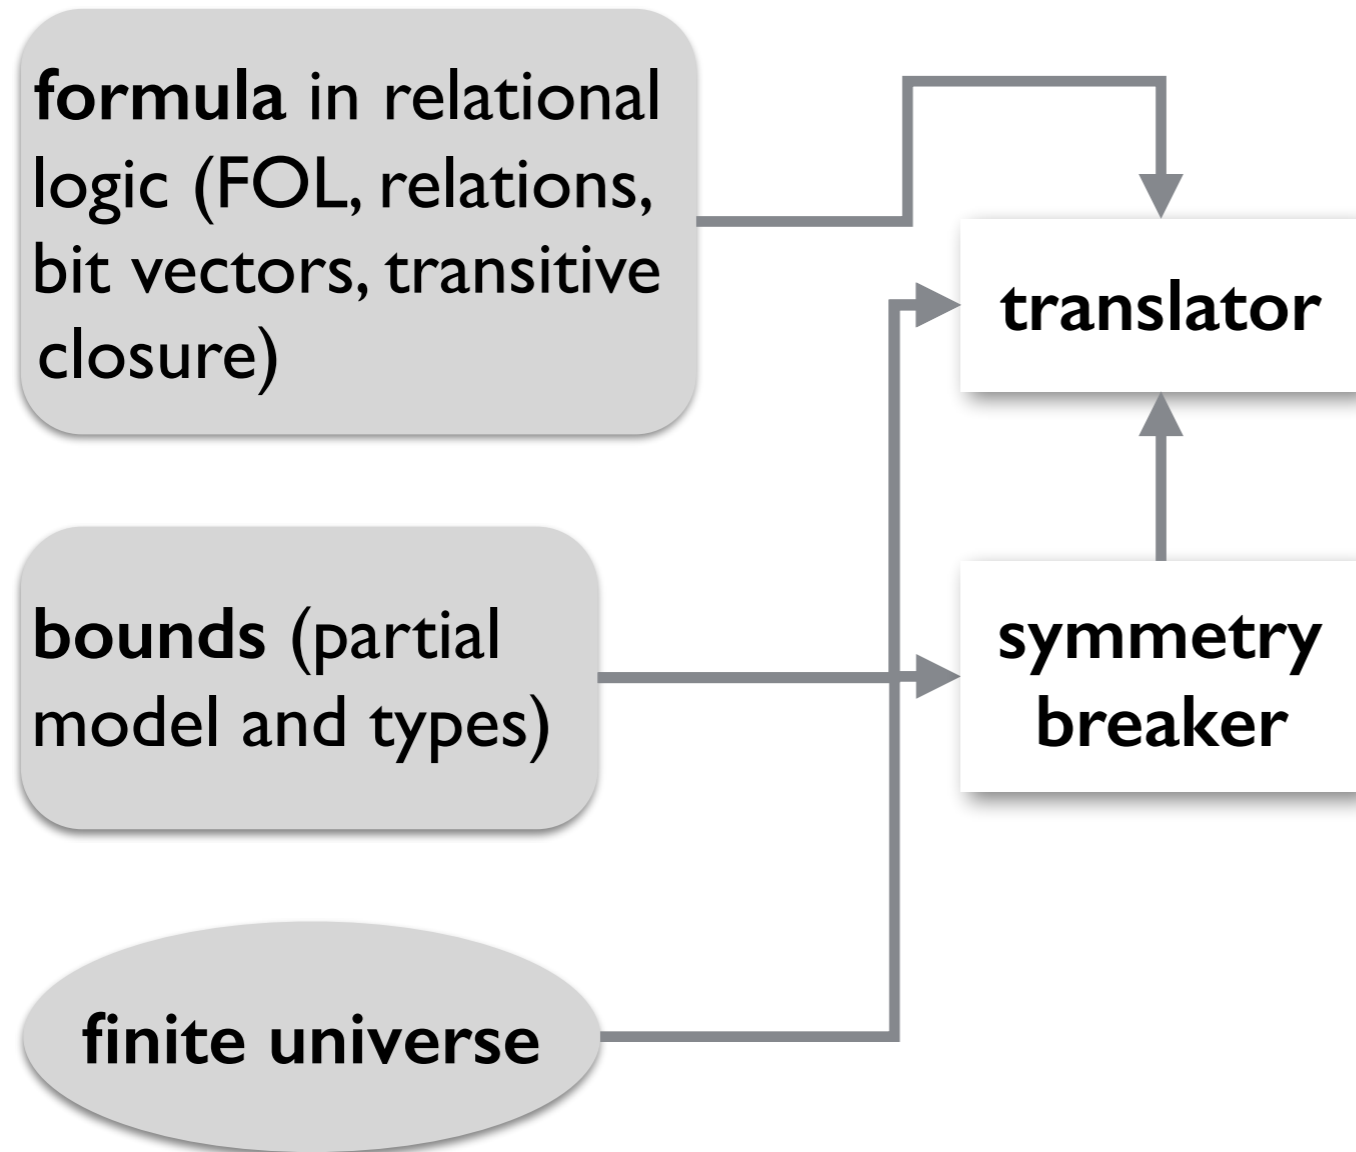 formula in relational
logic (FOL, relations,
bit vectors, transitive
closure)
translator
bounds (partial
model and types)
symmetry
breaker
finite universe